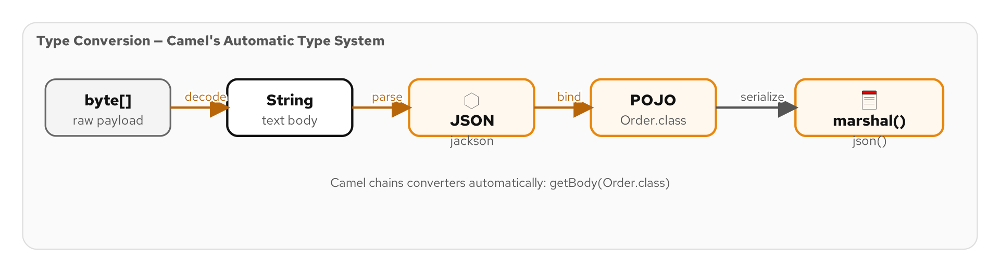 Type Conversion — Camel's Automatic Type System
byte[]
raw payload
decode
String
text body
parse
JSON
jackson
bind
POJO
Order.class
serialize
marshal()
json()
Camel chains converters automatically: getBody(Order.class)